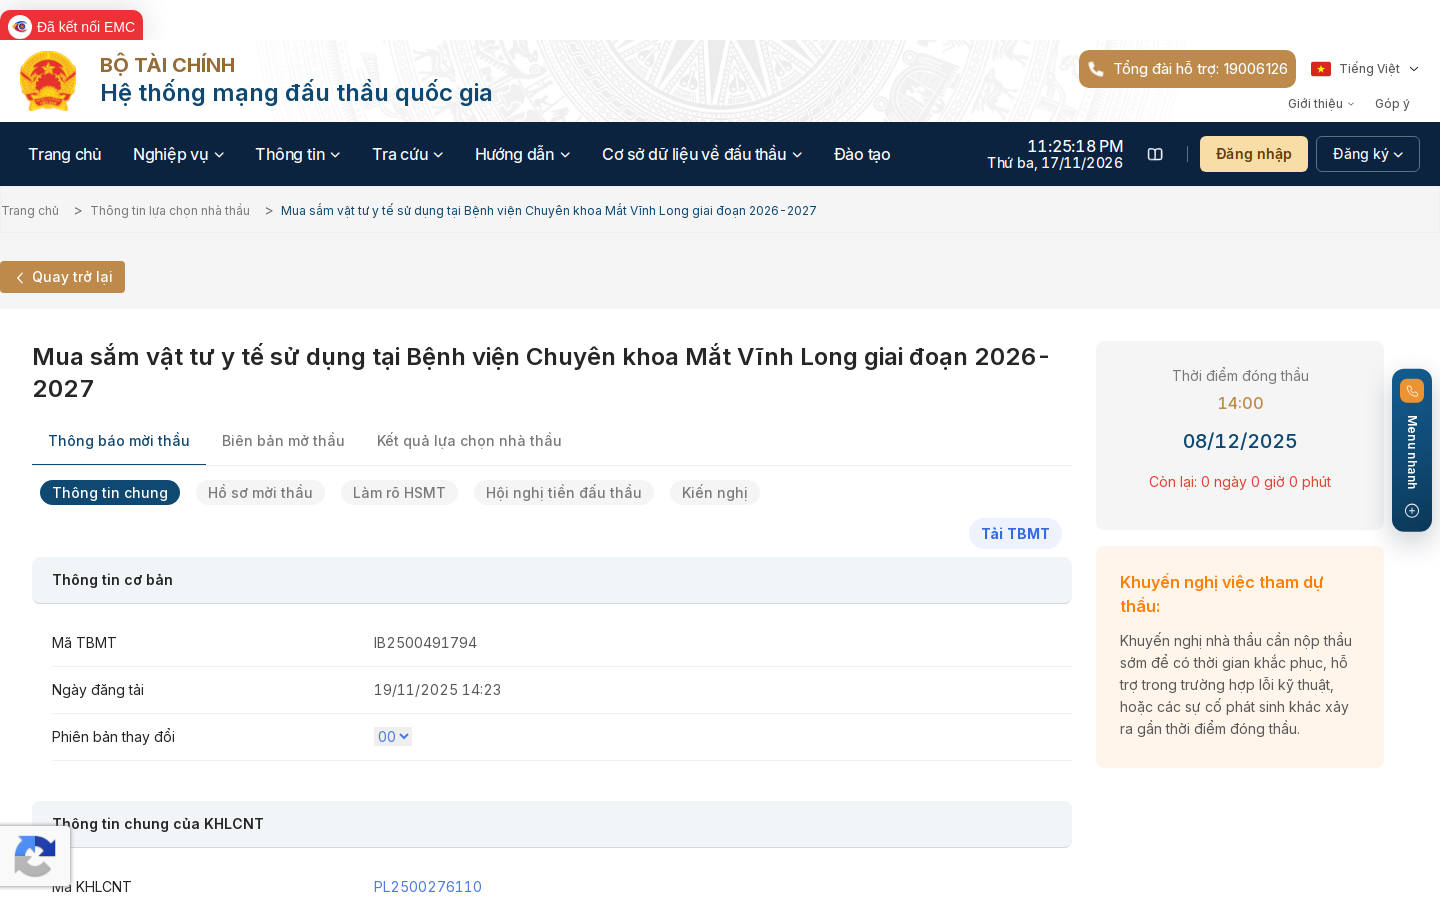 Đã kết nối EMC
BỘ TÀI CHÍNH
Hệ thống mạng đấu thầu quốc gia
Tổng đài hỗ trợ: 19006126
Tiếng Việt
Giới thiệu
Góp ý
Trang chủ
Nghiệp vụ
Thông tin
Tra cứu
Hướng dẫn
Cơ sở dữ liệu về đấu thầu
Đào tạo
11:25:18 PM
Thứ ba, 17/11/2026
Đăng nhập
Đăng ký
Trang chủ > Thông tin lựa chọn nhà thầu > Mua sắm vật tư y tế sử dụng tại Bệnh viện Chuyên khoa Mắt Vĩnh Long giai đoạn 2026-2027
Quay trở lại
Mua sắm vật tư y tế sử dụng tại Bệnh viện Chuyên khoa Mắt Vĩnh Long giai đoạn 2026-
2027
Thông báo mời thầu
Biên bản mở thầu
Kết quả lựa chọn nhà thầu
Thông tin chung
Hồ sơ mời thầu
Làm rõ HSMT
Hội nghị tiền đấu thầu
Kiến nghị
Tải TBMT
Thông tin cơ bản
Mã TBMT
IB2500491794
Ngày đăng tải
19/11/2025 14:23
Phiên bản thay đổi
00
Thông tin chung của KHLCNT
Mã KHLCNT
PL2500276110
Thời điểm đóng thầu
14:00
08/12/2025
Còn lại: 0 ngày 0 giờ 0 phút
Khuyến nghị việc tham dự
thầu:
Khuyến nghị nhà thầu cần nộp thầu
sớm để có thời gian khắc phục, hỗ
trợ trong trường hợp lỗi kỹ thuật,
hoặc các sự cố phát sinh khác xảy
ra gần thời điểm đóng thầu.
Menu nhanh